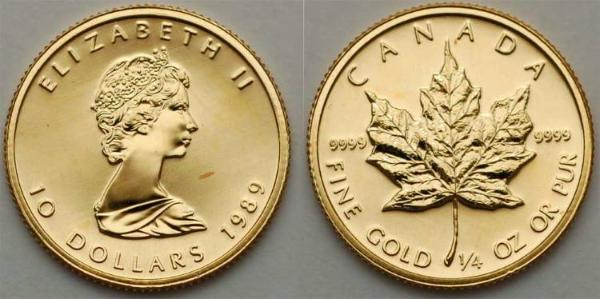 ELIZABETH II
10 DOLLARS 1989
CANADA
9999 9999
FINE GOLD 1/4 OZ OR PUR